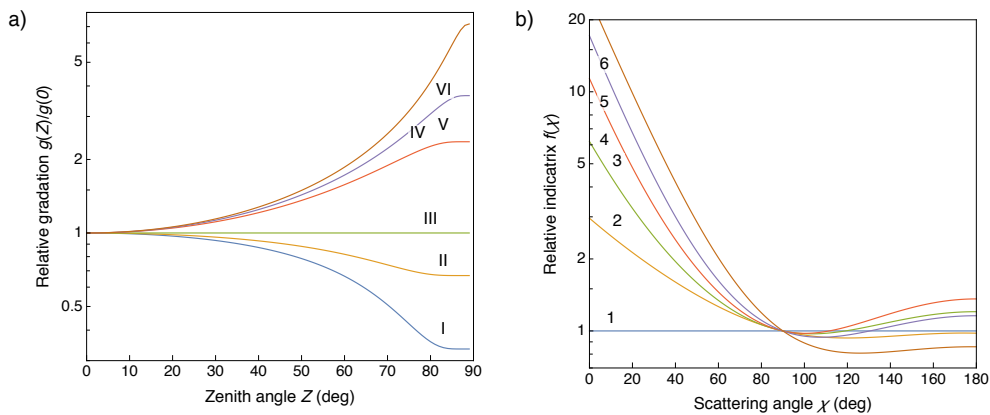 a)
Relative gradation g(Z)/g(0)
5
2
1
0.5
VI
IV
V
III
II
I
0
10
20
30
40
50
60
70
80
90
Zenith angle Z (deg)
b)
Relative indicatrix f(χ)
20
10
5
2
1
6
5
4
3
2
1
0
20
40
60
80
100
120
140
160
180
Scattering angle χ (deg)